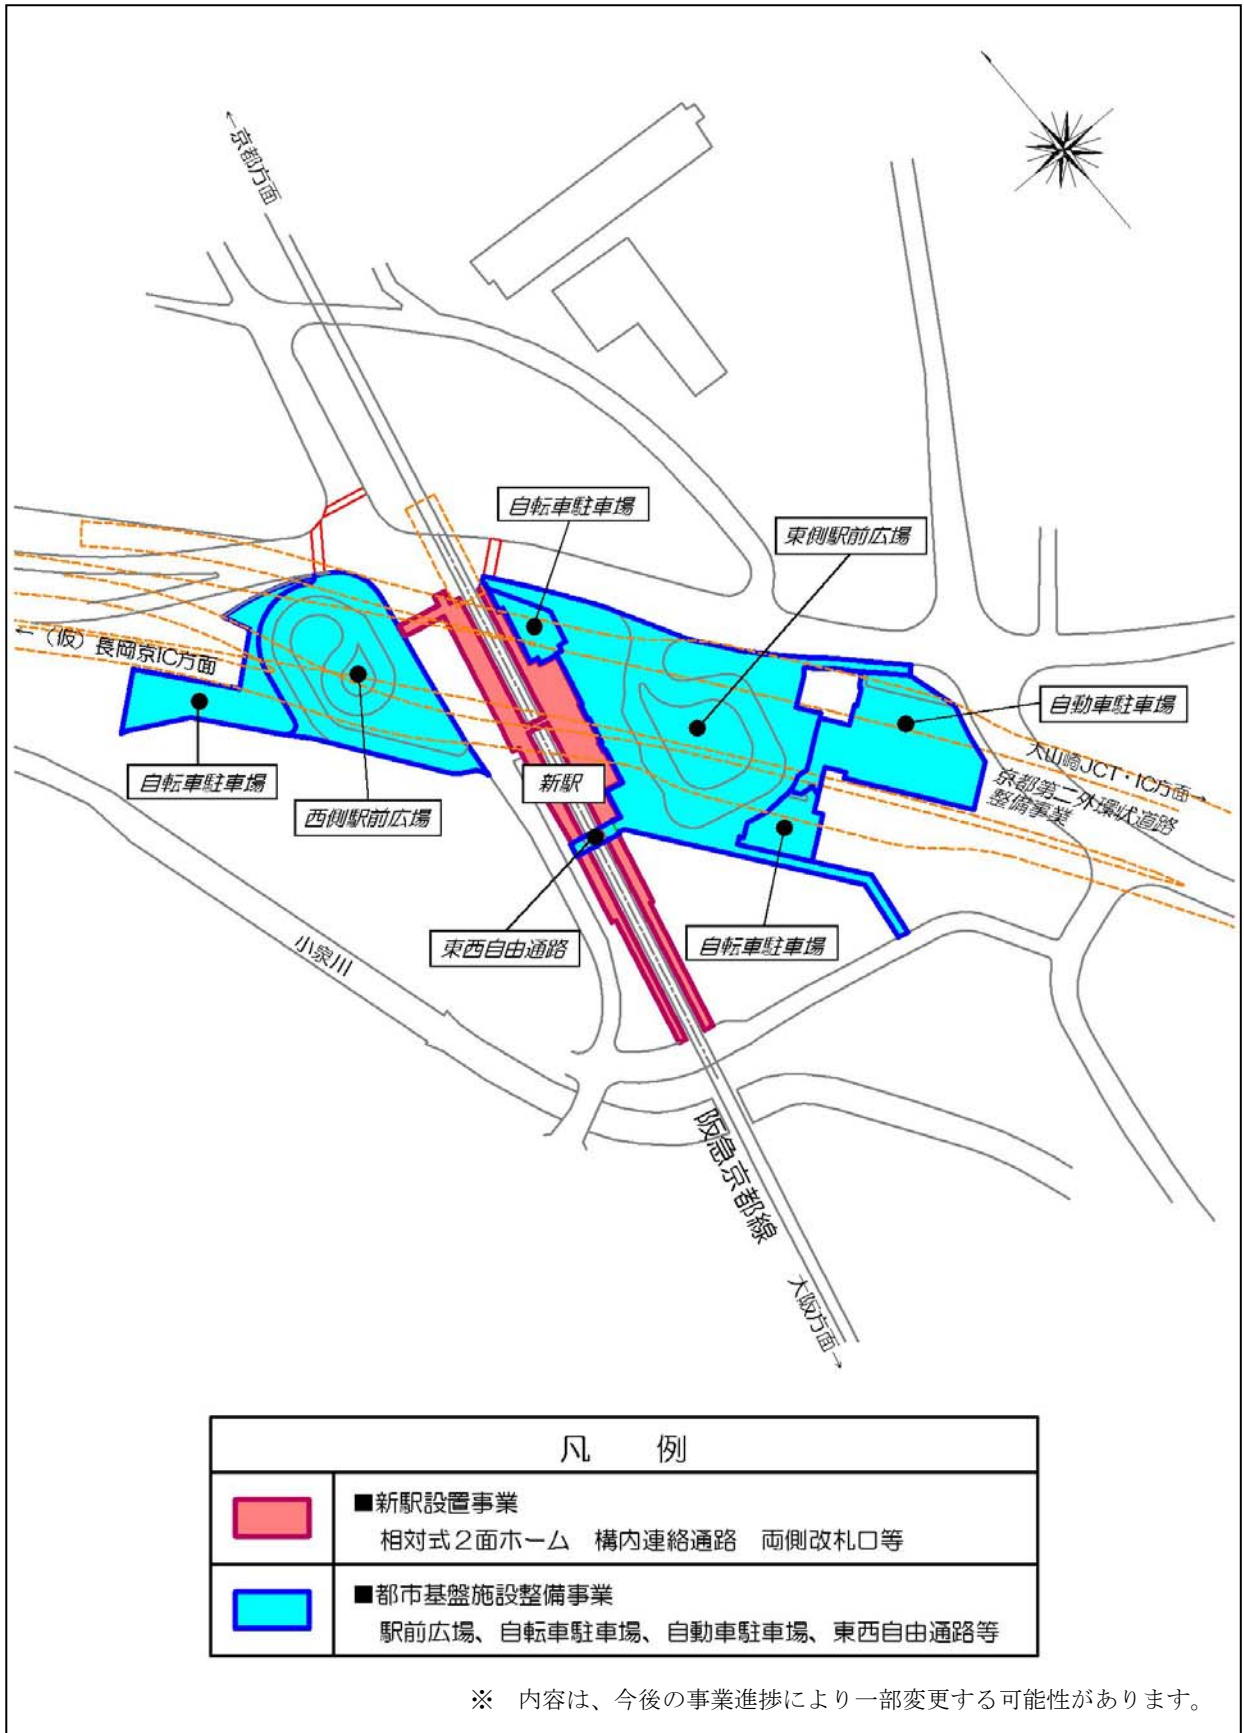 ←京都方面
自転車駐車場
東側駅前広場
←（仮）長岡京IC方面
自動車駐車場
大山崎JCT・IC方面→
京都第二外環状道路
整備事業
自転車駐車場
西側駅前広場
新駅
小泉川
東西自由通路
自転車駐車場
阪急京都線
大阪方面→
凡　例
■新駅設置事業
相対式２面ホーム　構内連絡通路　両側改札口等
■都市基盤施設整備事業
駅前広場、自転車駐車場、自動車駐車場、東西自由通路等
※　内容は、今後の事業進捗により一部変更する可能性があります。